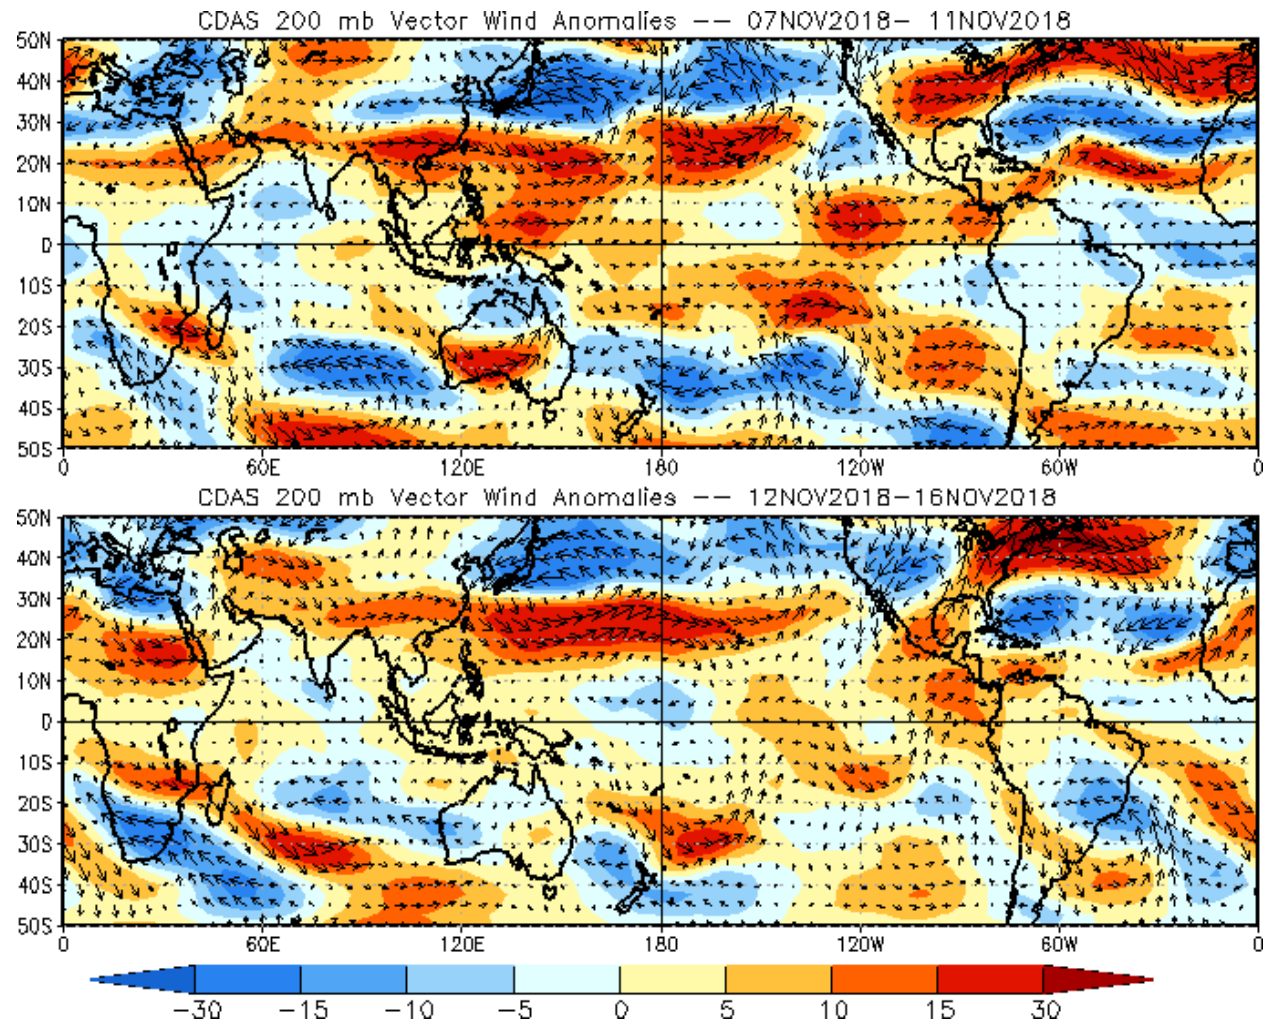 CDAS 200 mb Vector Wind Anomalies -- 07NOV2018- 11NOV2018
50N
40N
30N
20N
10N
0
10S
20S
30S
40S
50S
0 60E 120E 180 120W 60W 0
CDAS 200 mb Vector Wind Anomalies -- 12NOV2018-16NOV2018
50N
40N
30N
20N
10N
0
10S
20S
30S
40S
50S
0 60E 120E 180 120W 60W 0
-30 -15 -10 -5 0 5 10 15 30